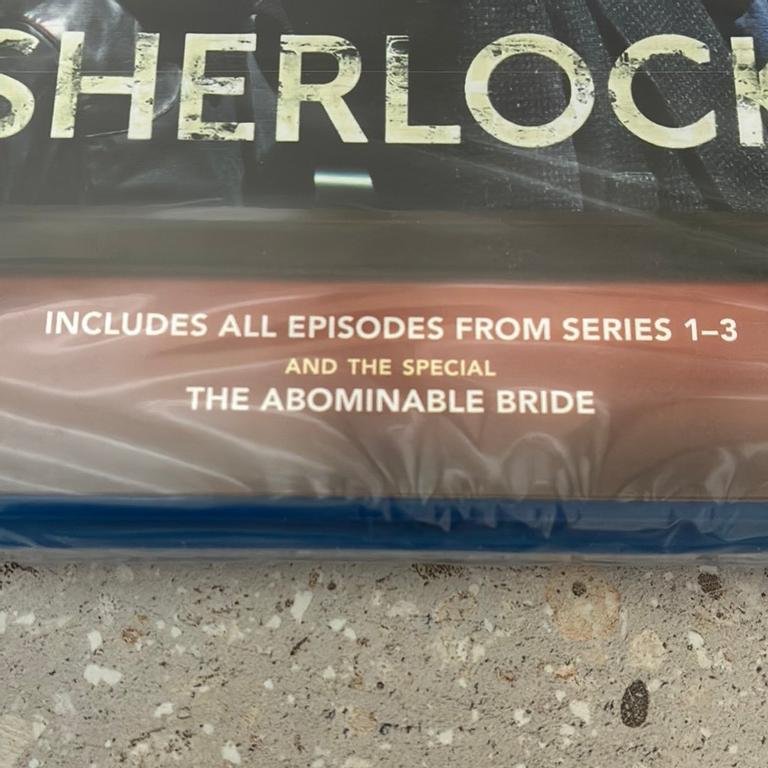 SHERLOCK
INCLUDES ALL EPISODES FROM SERIES 1–3
AND THE SPECIAL
THE ABOMINABLE BRIDE